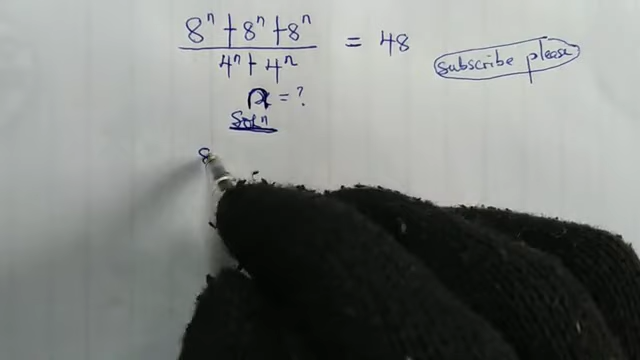 8ⁿ + 8ⁿ + 8ⁿ
4ⁿ + 4ⁿ
= 48
subscribe please
n = ?
Solⁿ
8